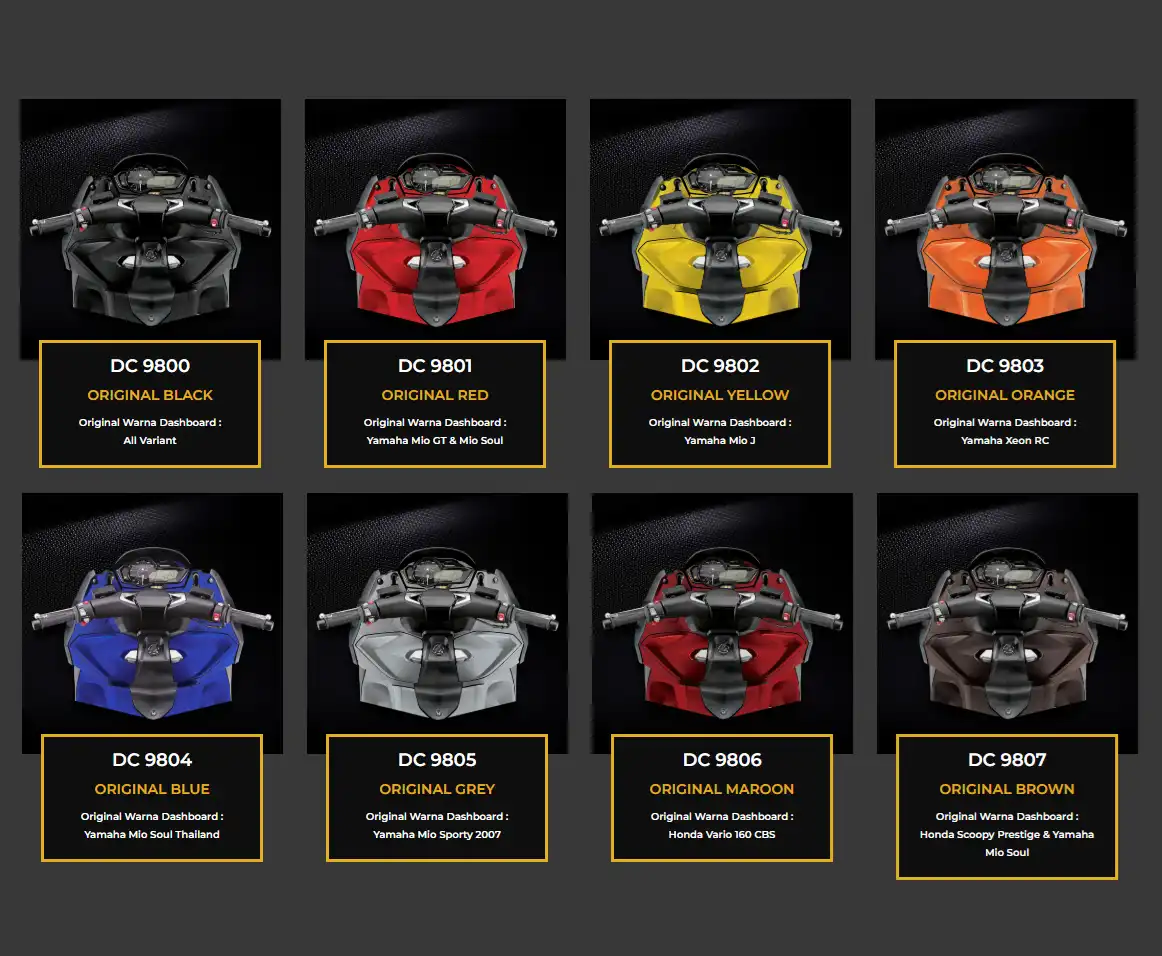 DC 9800
ORIGINAL BLACK
Original Warna Dashboard :
All Variant
DC 9801
ORIGINAL RED
Original Warna Dashboard :
Yamaha Mio GT & Mio Soul
DC 9802
ORIGINAL YELLOW
Original Warna Dashboard :
Yamaha Mio J
DC 9803
ORIGINAL ORANGE
Original Warna Dashboard :
Yamaha Xeon RC
DC 9804
ORIGINAL BLUE
Original Warna Dashboard :
Yamaha Mio Soul Thailand
DC 9805
ORIGINAL GREY
Original Warna Dashboard :
Yamaha Mio Sporty 2007
DC 9806
ORIGINAL MAROON
Original Warna Dashboard :
Honda Vario 160 CBS
DC 9807
ORIGINAL BROWN
Original Warna Dashboard :
Honda Scoopy Prestige & Yamaha
Mio Soul